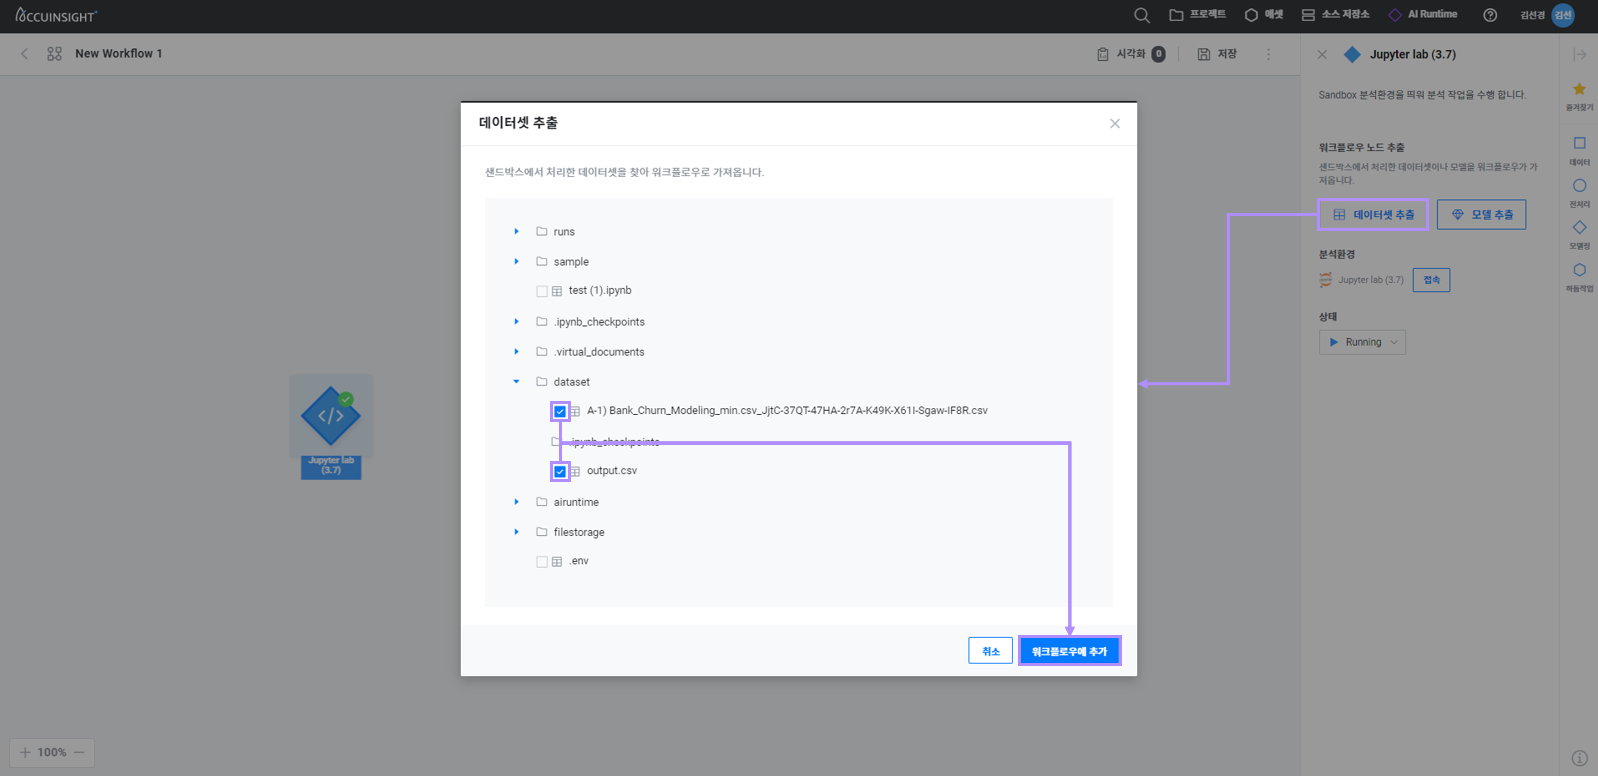 ACCUINSIGHT+
프로젝트
애셋
소스 저장소
AI Runtime
김선경
김선
New Workflow 1
시각화 0
저장
Jupyter lab (3.7)
Sandbox 분석환경을 띄워 분석 작업을 수행 합니다.
즐겨찾기
워크플로우 노드 추출
샌드박스에서 처리한 데이터셋이나 모델을 워크플로우가 가
져옵니다.
데이터셋 추출
모델 추출
분석환경
Jupyter lab (3.7)
접속
상태
Running
데이터
전처리
모델링
하둡작업
데이터셋 추출
샌드박스에서 처리한 데이터셋을 찾아 워크플로우로 가져옵니다.
runs
sample
test (1).ipynb
.ipynb_checkpoints
.virtual_documents
dataset
A-1) Bank_Churn_Modeling_min.csv_JjtC-37QT-47HA-2r7A-K49K-X61I-Sgaw-IF8R.csv
.ipynb_checkpoints
output.csv
airuntime
filestorage
.env
취소
워크플로우에 추가
</>
Jupyter lab
(3.7)
100%